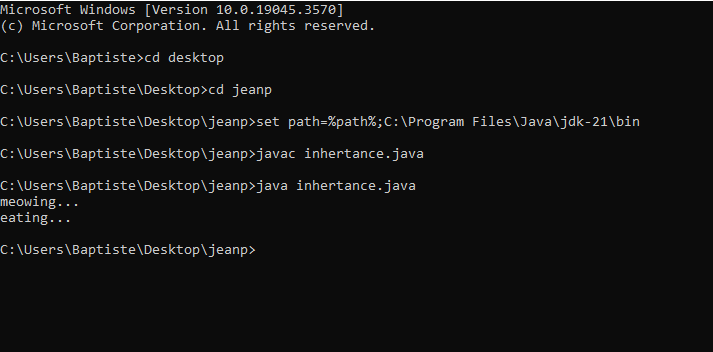 Microsoft Windows [Version 10.0.19045.3570]
(c) Microsoft Corporation. All rights reserved.
C:\Users\Baptiste>cd desktop
C:\Users\Baptiste\Desktop>cd jeanp
C:\Users\Baptiste\Desktop\jeanp>set path=%path%;C:\Program Files\Java\jdk-21\bin
C:\Users\Baptiste\Desktop\jeanp>javac inhertance.java
C:\Users\Baptiste\Desktop\jeanp>java inhertance.java
meowing...
eating...
C:\Users\Baptiste\Desktop\jeanp>